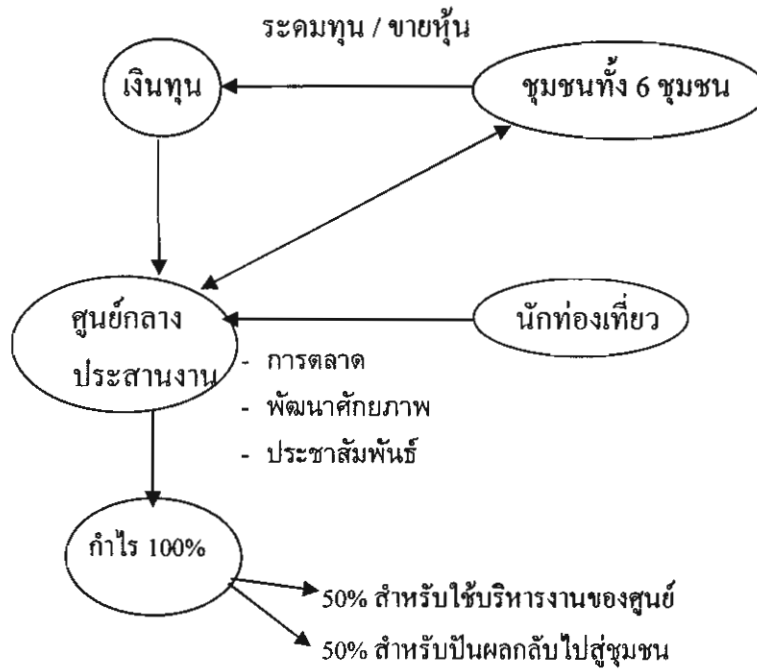 ระดมทุน / ขายหุ้น
เงินทุน
ชุมชนทั้ง 6 ชุมชน
ศูนย์กลาง
ประสานงาน
นักท่องเที่ยว
- การตลาด
- พัฒนาศักยภาพ
- ประชาสัมพันธ์
กำไร 100%
50% สำหรับใช้บริหารงานของศูนย์
50% สำหรับปันผลกลับไปสู่ชุมชน